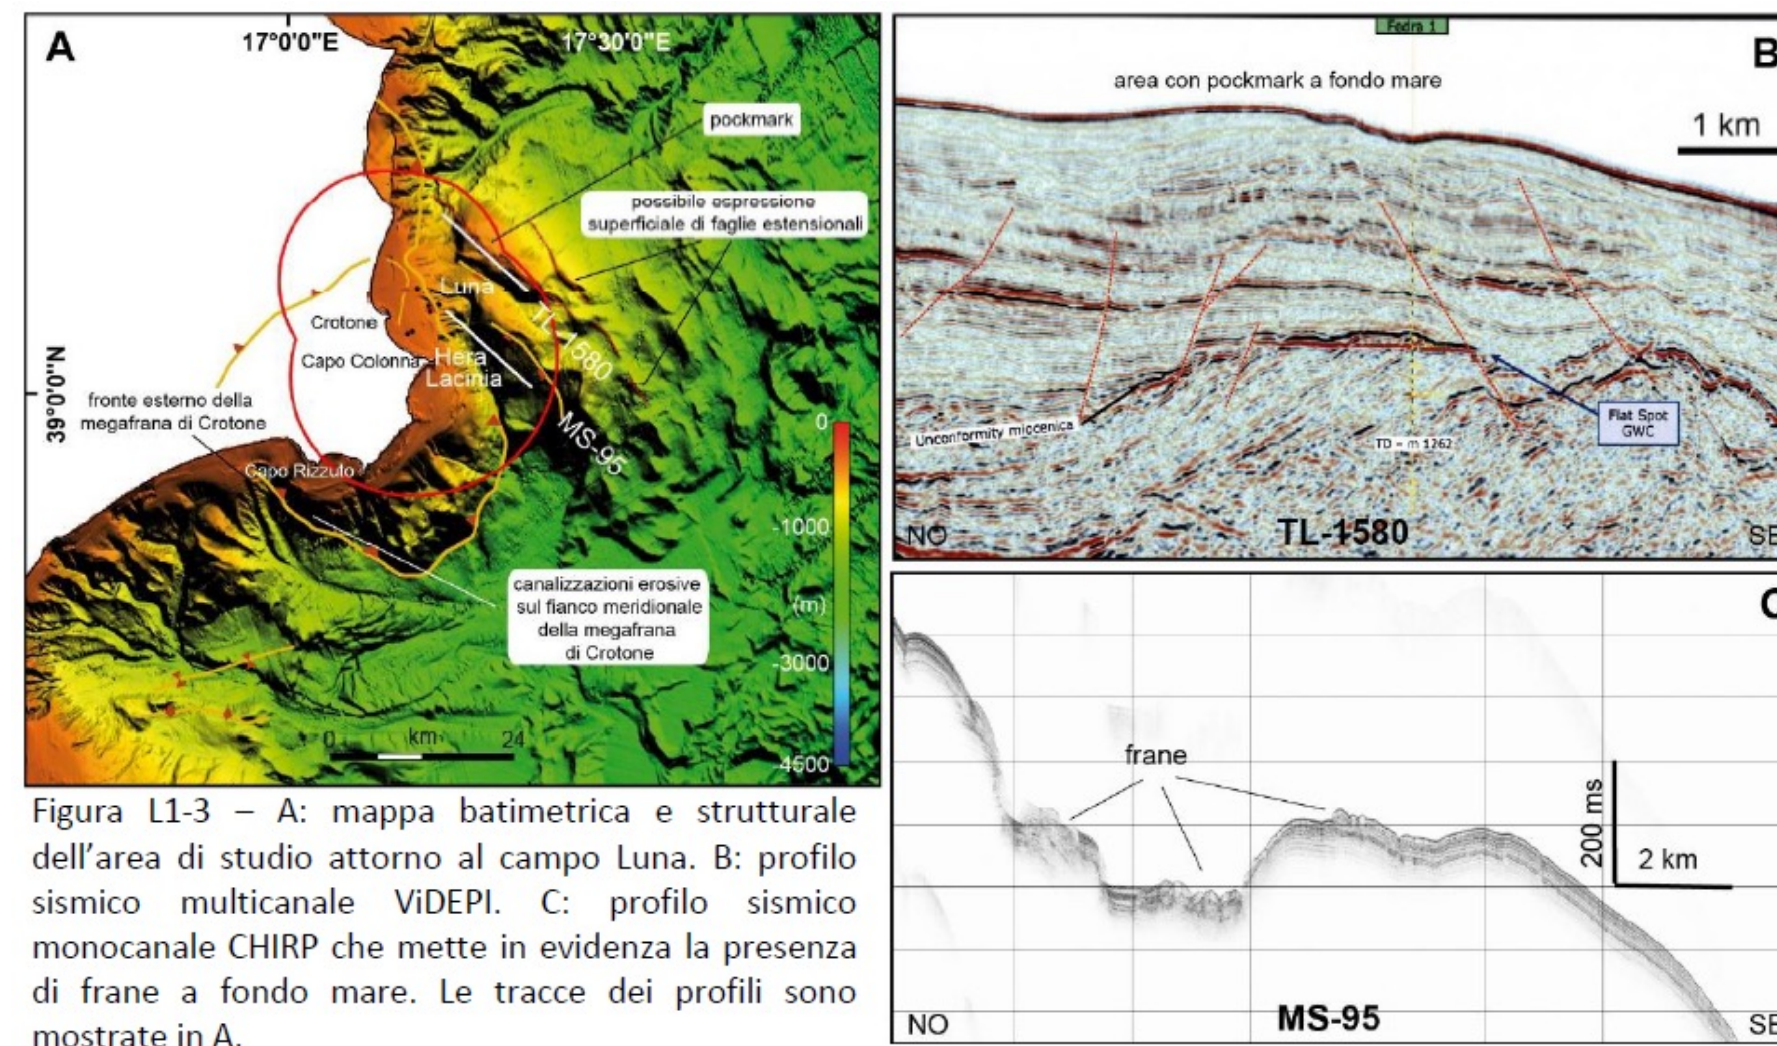 A
17°0'0"E
17°30'0"E
pockmark
possibile espressione
superficiale di faglie estensionali
Luna
TL-1580
Crotone
Capo Colonna
Hera
Lacinia
39°0'0"N
fronte esterno della
megafrana di Crotone
MS-95
Capo Rizzuto
0
-1000
(m)
-3000
-4500
canalizzazioni erosive
sul fianco meridionale
della megafrana
di Crotone
0 km 24
Fedra 1
B
area con pockmark a fondo mare
1 km
Unconformity miocenica
Flat Spot
GWC
TD = m 1262
NO
TL-1580
SE
C
frane
200 ms
2 km
NO
MS-95
SE
Figura L1-3 – A: mappa batimetrica e strutturale
dell'area di studio attorno al campo Luna. B: profilo
sismico multicanale ViDEPI. C: profilo sismico
monocanale CHIRP che mette in evidenza la presenza
di frane a fondo mare. Le tracce dei profili sono
mostrate in A.